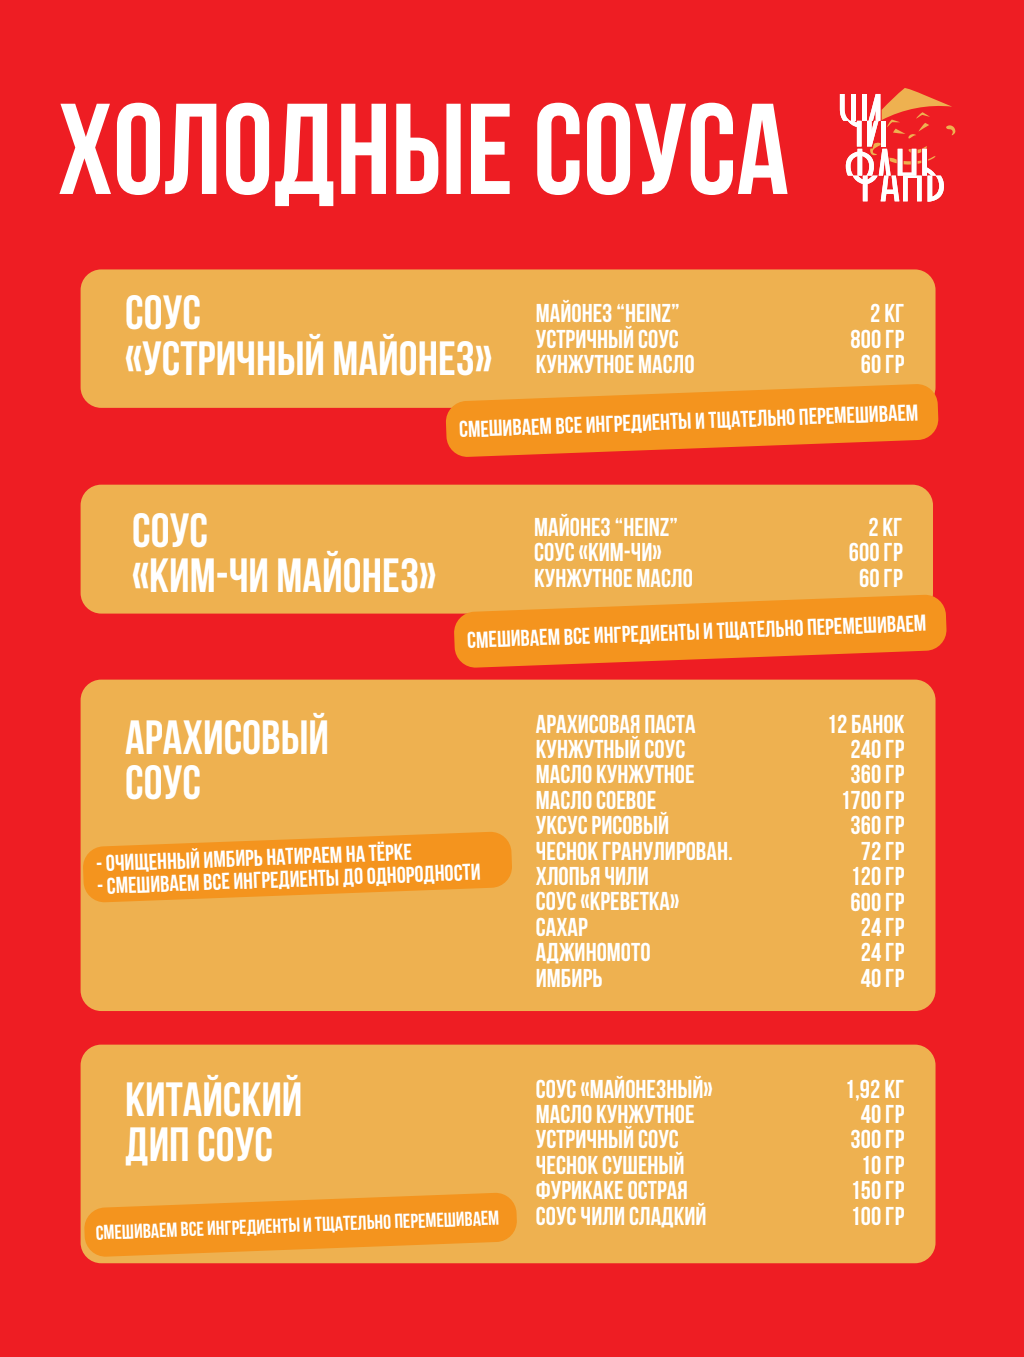 ХОЛОДНЫЕ СОУСА
ЧИ
ФАНЬ
СОУС
«УСТРИЧНЫЙ МАЙОНЕЗ»
МАЙОНЕЗ “HEINZ” 2 КГ
УСТРИЧНЫЙ СОУС 800 ГР
КУНЖУТНОЕ МАСЛО 60 ГР
СМЕШИВАЕМ ВСЕ ИНГРЕДИЕНТЫ И ТЩАТЕЛЬНО ПЕРЕМЕШИВАЕМ
СОУС
«КИМ-ЧИ МАЙОНЕЗ»
МАЙОНЕЗ “HEINZ” 2 КГ
СОУС «КИМ-ЧИ» 600 ГР
КУНЖУТНОЕ МАСЛО 60 ГР
СМЕШИВАЕМ ВСЕ ИНГРЕДИЕНТЫ И ТЩАТЕЛЬНО ПЕРЕМЕШИВАЕМ
АРАХИСОВЫЙ
СОУС
- ОЧИЩЕННЫЙ ИМБИРЬ НАТИРАЕМ НА ТЁРКЕ
- СМЕШИВАЕМ ВСЕ ИНГРЕДИЕНТЫ ДО ОДНОРОДНОСТИ
АРАХИСОВАЯ ПАСТА 12 БАНОК
КУНЖУТНЫЙ СОУС 240 ГР
МАСЛО КУНЖУТНОЕ 360 ГР
МАСЛО СОЕВОЕ 1700 ГР
УКСУС РИСОВЫЙ 360 ГР
ЧЕСНОК ГРАНУЛИРОВАН. 72 ГР
ХЛОПЬЯ ЧИЛИ 120 ГР
СОУС «КРЕВЕТКА» 600 ГР
САХАР 24 ГР
АДЖИНОМОТО 24 ГР
ИМБИРЬ 40 ГР
КИТАЙСКИЙ
ДИП СОУС
СМЕШИВАЕМ ВСЕ ИНГРЕДИЕНТЫ И ТЩАТЕЛЬНО ПЕРЕМЕШИВАЕМ
СОУС «МАЙОНЕЗНЫЙ» 1,92 КГ
МАСЛО КУНЖУТНОЕ 40 ГР
УСТРИЧНЫЙ СОУС 300 ГР
ЧЕСНОК СУШЕНЫЙ 10 ГР
ФУРИКАКЕ ОСТРАЯ 150 ГР
СОУС ЧИЛИ СЛАДКИЙ 100 ГР